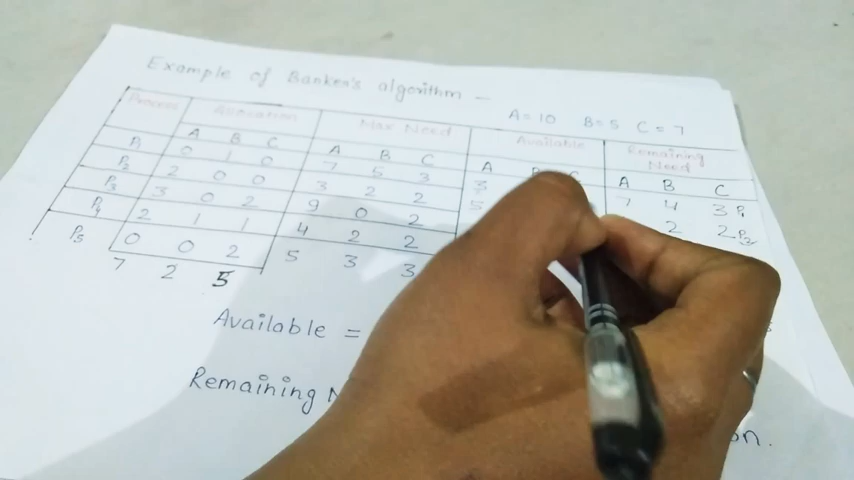 Example of Banker's algorithm -
A=10 B=5 C=7
Process Allocation Max Need Available Remaining Need
A B C A B C A B C A B C
P1 0 1 0 7 5 3 3 7 4 3 P1
P2 2 0 0 3 2 2 5 2 2 P2
P3 3 0 2 9 0 2
P4 2 1 1 4 2 2
P5 0 0 2 5 3 3
7 2 5
Available =
Remaining